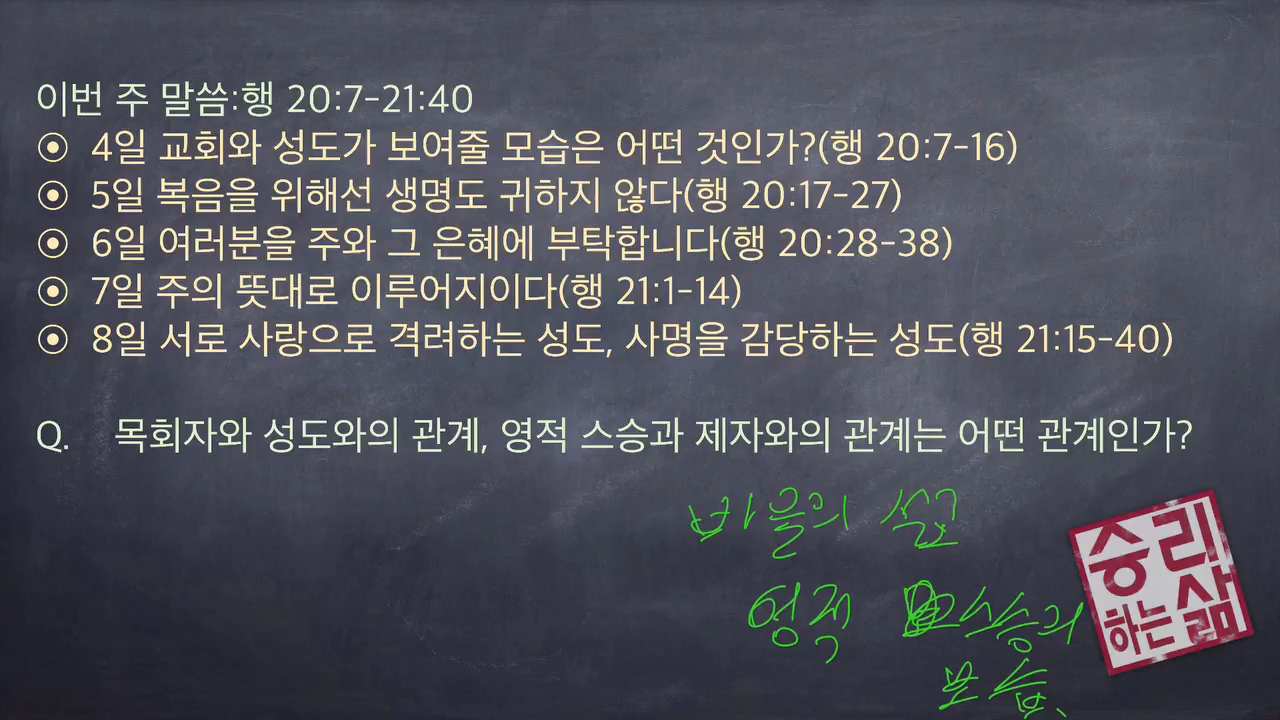 이번 주 말씀:행 20:7-21:40
⦿ 4일 교회와 성도가 보여줄 모습은 어떤 것인가?(행 20:7-16)
⦿ 5일 복음을 위해선 생명도 귀하지 않다(행 20:17-27)
⦿ 6일 여러분을 주와 그 은혜에 부탁합니다(행 20:28-38)
⦿ 7일 주의 뜻대로 이루어지이다(행 21:1-14)
⦿ 8일 서로 사랑으로 격려하는 성도, 사명을 감당하는 성도(행 21:15-40)
Q. 목회자와 성도와의 관계, 영적 스승과 제자와의 관계는 어떤 관계인가?
바울의 설교
영적 스승의
모습
승리
하는 삶